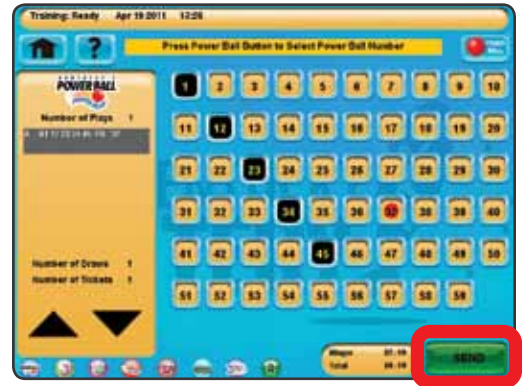 Training: Ready Apr 19 2011 12:26
?
Press Power Ball Button to Select Power Ball Number
POWER BALL
POWERBALL
Number of Plays 1
1 2 3 4 5 6 7 8 9 10
11 12 13 14 15 16 17 18 19 20
21 22 23 24 25 26 27 28 29 30
31 32 33 34 35 36 37 38 39 40
41 42 43 44 45 46 47 48 49 50
51 52 53 54 55 56 57 58 59
Number of Draws 1
Number of Tickets 1
Wager
Total
SEND